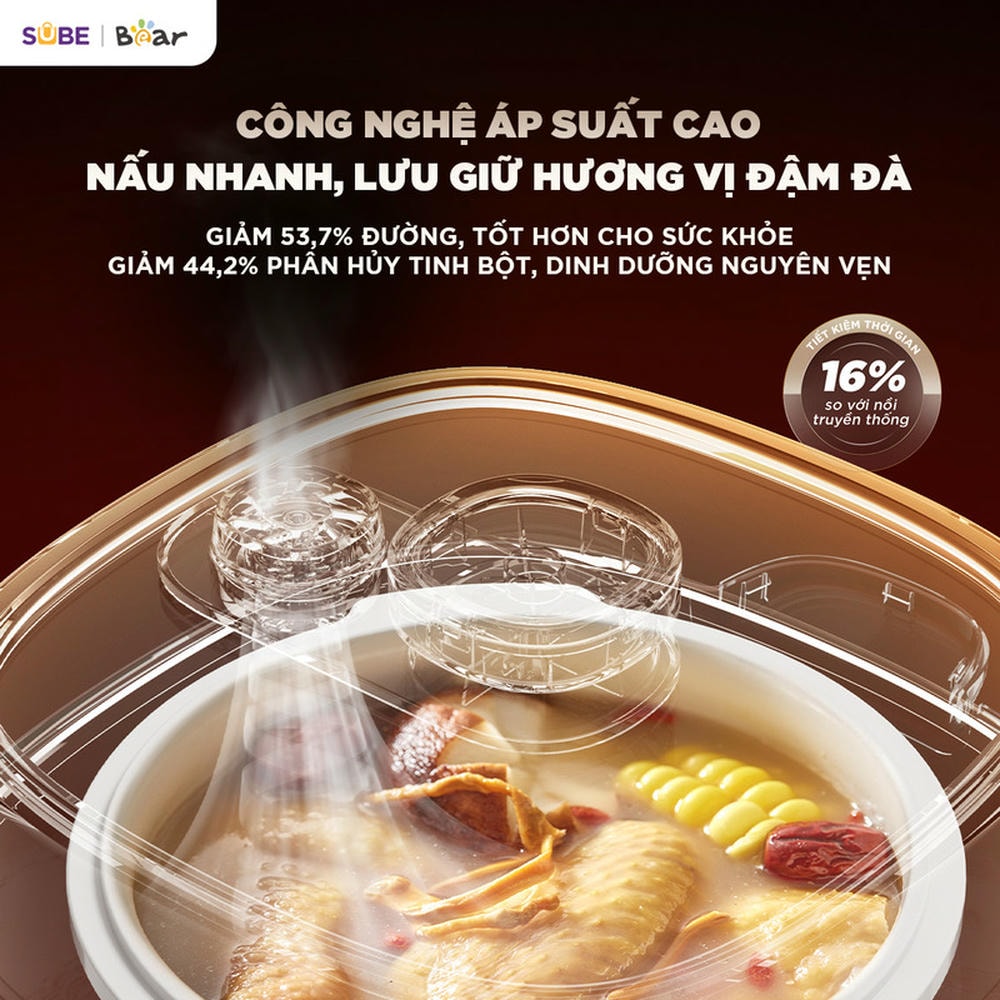 SUBE | Bear
CÔNG NGHỆ ÁP SUẤT CAO
NẤU NHANH, LƯU GIỮ HƯƠNG VỊ ĐẬM ĐÀ
GIẢM 53,7% ĐƯỜNG, TỐT HƠN CHO SỨC KHỎE
GIẢM 44,2% PHÂN HỦY TINH BỘT, DINH DƯỠNG NGUYÊN VẸN
TIẾT KIỆM THỜI GIAN
16%
so với nồi
truyền thống